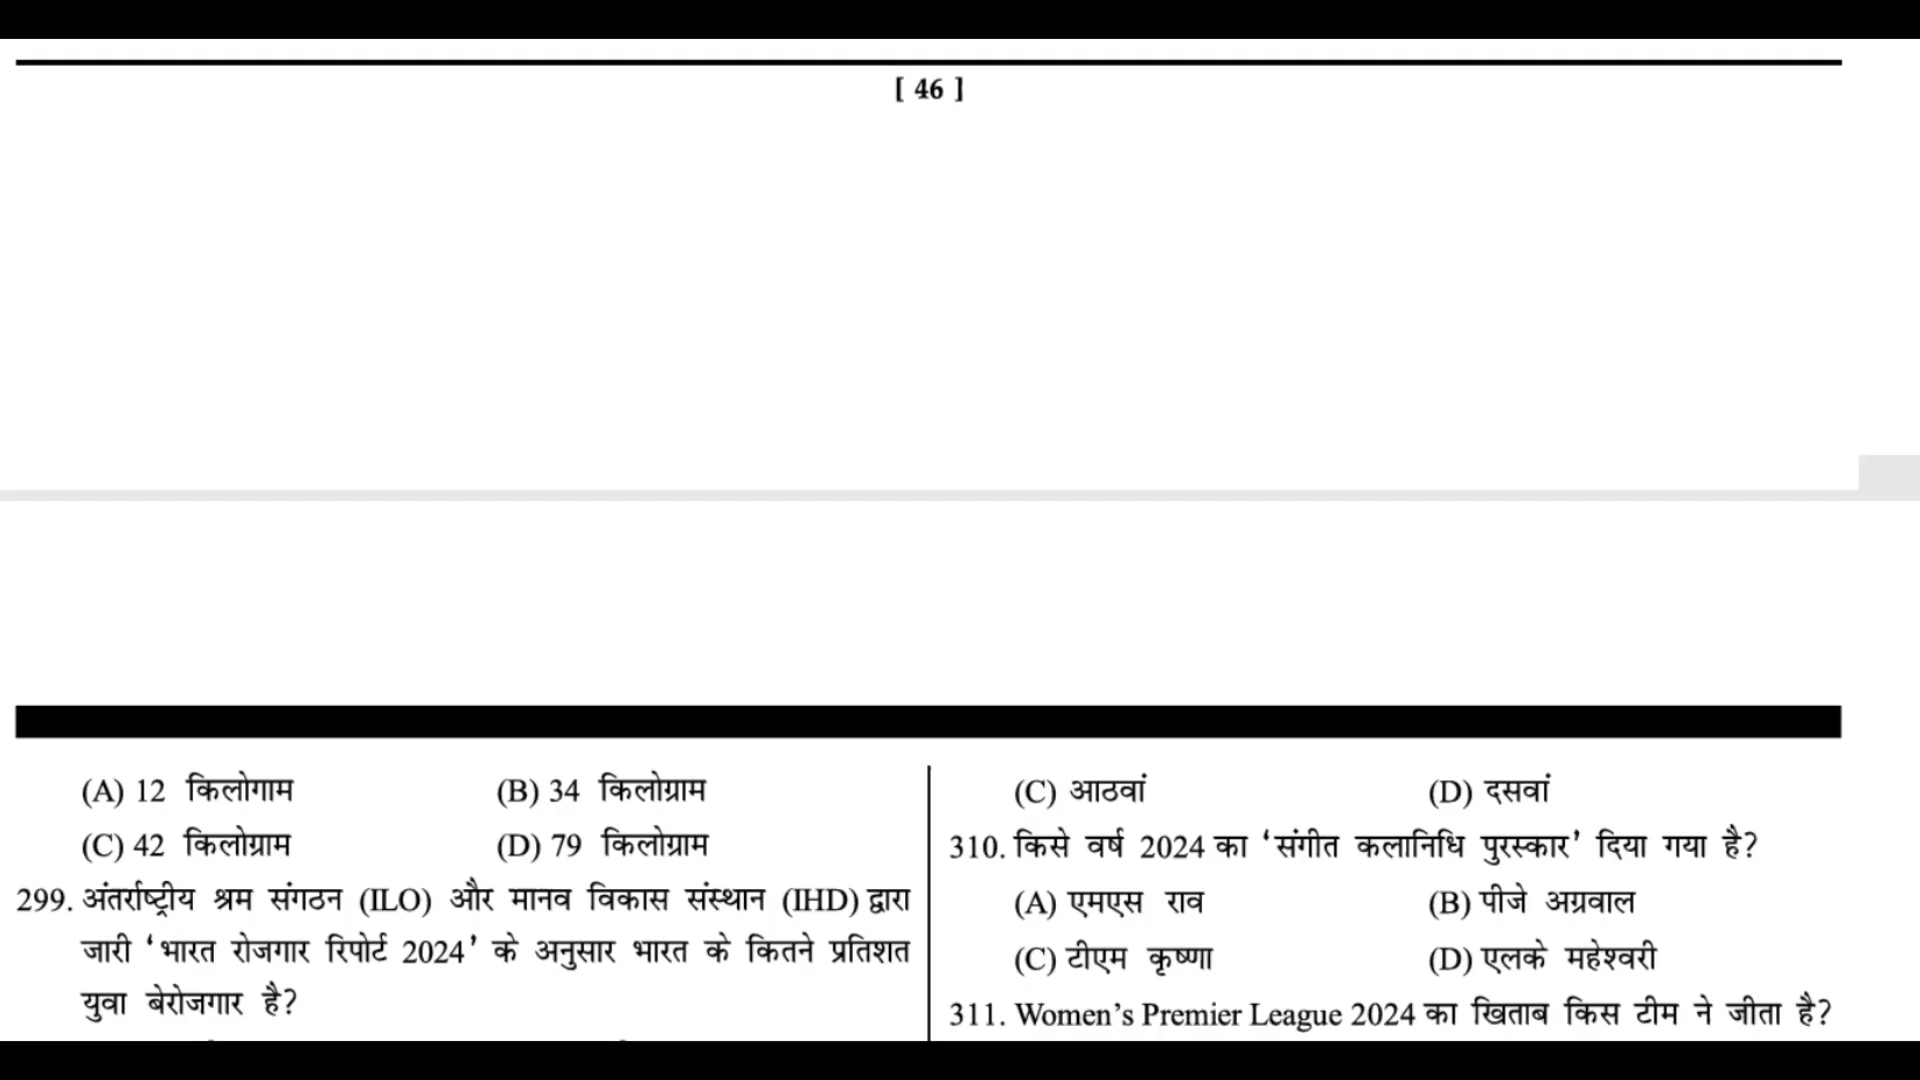 [ 46 ]
(A) 12 किलोगाम (B) 34 किलोग्राम
(C) 42 किलोग्राम (D) 79 किलोग्राम
299. अंतर्राष्ट्रीय श्रम संगठन (ILO) और मानव विकास संस्थान (IHD) द्वारा
जारी ‘भारत रोजगार रिपोर्ट 2024’ के अनुसार भारत के कितने प्रतिशत
युवा बेरोजगार है?
(C) आठवां (D) दसवां
310. किसे वर्ष 2024 का ‘संगीत कलानिधि पुरस्कार’ दिया गया है?
(A) एमएस राव (B) पीजे अग्रवाल
(C) टीएम कृष्णा (D) एलके महेश्वरी
311. Women’s Premier League 2024 का खिताब किस टीम ने जीता है?